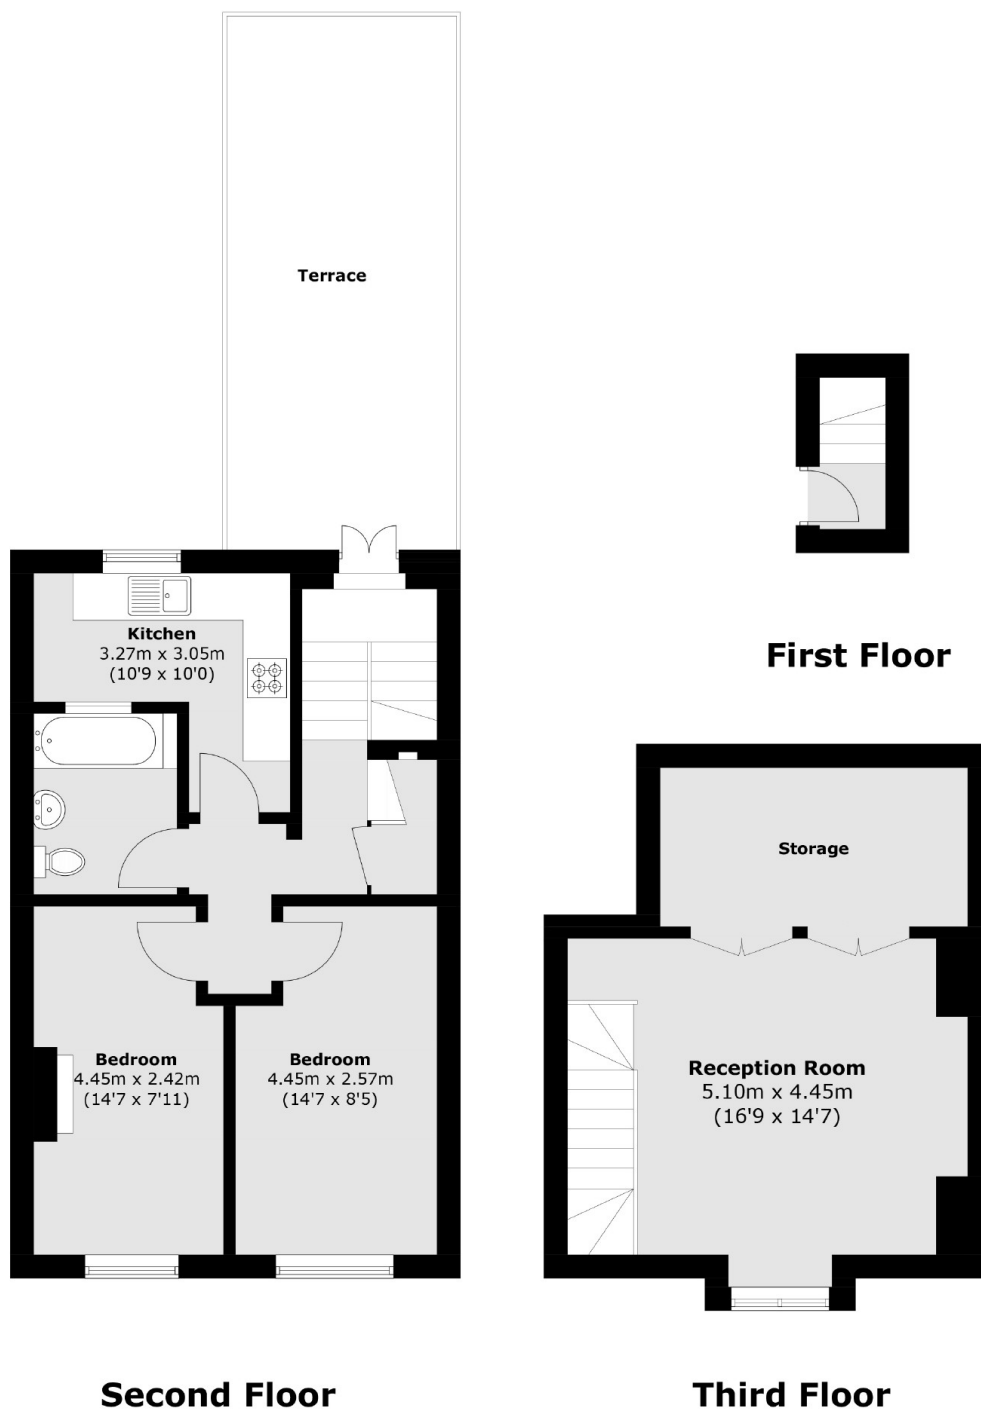 Terrace
Kitchen
3.27m x 3.05m
(10'9 x 10'0)
First Floor
Storage
Bedroom
4.45m x 2.42m
(14'7 x 7'11)
Bedroom
4.45m x 2.57m
(14'7 x 8'5)
Reception Room
5.10m x 4.45m
(16'9 x 14'7)
Second Floor
Third Floor